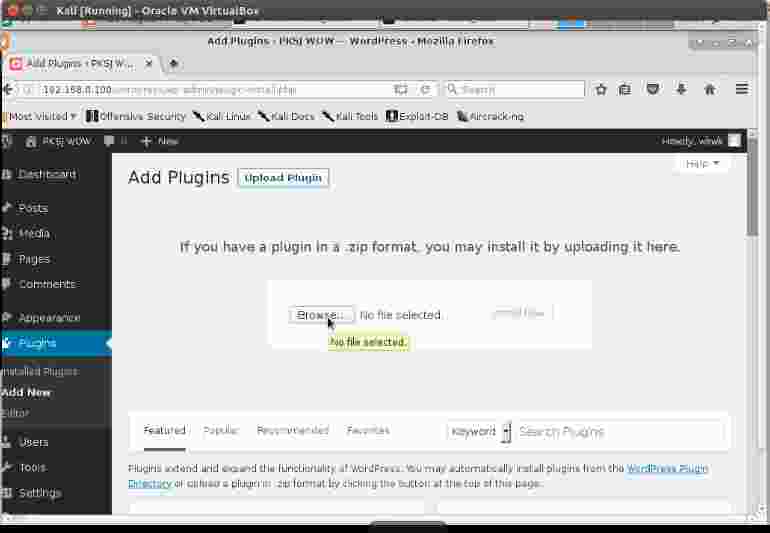 Kali [Running] - Oracle VM VirtualBox
Add Plugins ‹ PKSJ WOW — WordPress - Mozilla Firefox
Add Plugins ‹ PKSJ W...
192.168.0.100/wordpress/wp-admin/plugin-install.php
Search
Most Visited
Offensive Security
Kali Linux
Kali Docs
Kali Tools
Exploit-DB
Aircrack-ng
PKSJ WOW
0
+ New
Howdy,
Help
Dashboard
Posts
Media
Pages
Comments
Appearance
Plugins
Installed Plugins
Add New
Editor
Users
Tools
Settings
Add Plugins
Upload Plugin
If you have a plugin in a .zip format, you may install it by uploading it here.
Browse...
No file selected.
Install Now
No file selected.
Featured
Popular
Recommended
Favorites
Keyword
Search Plugins
Plugins extend and expand the functionality of WordPress. You may automatically install plugins from the WordPress Plugin
Directory or upload a plugin in .zip format by clicking the button at the top of this page.